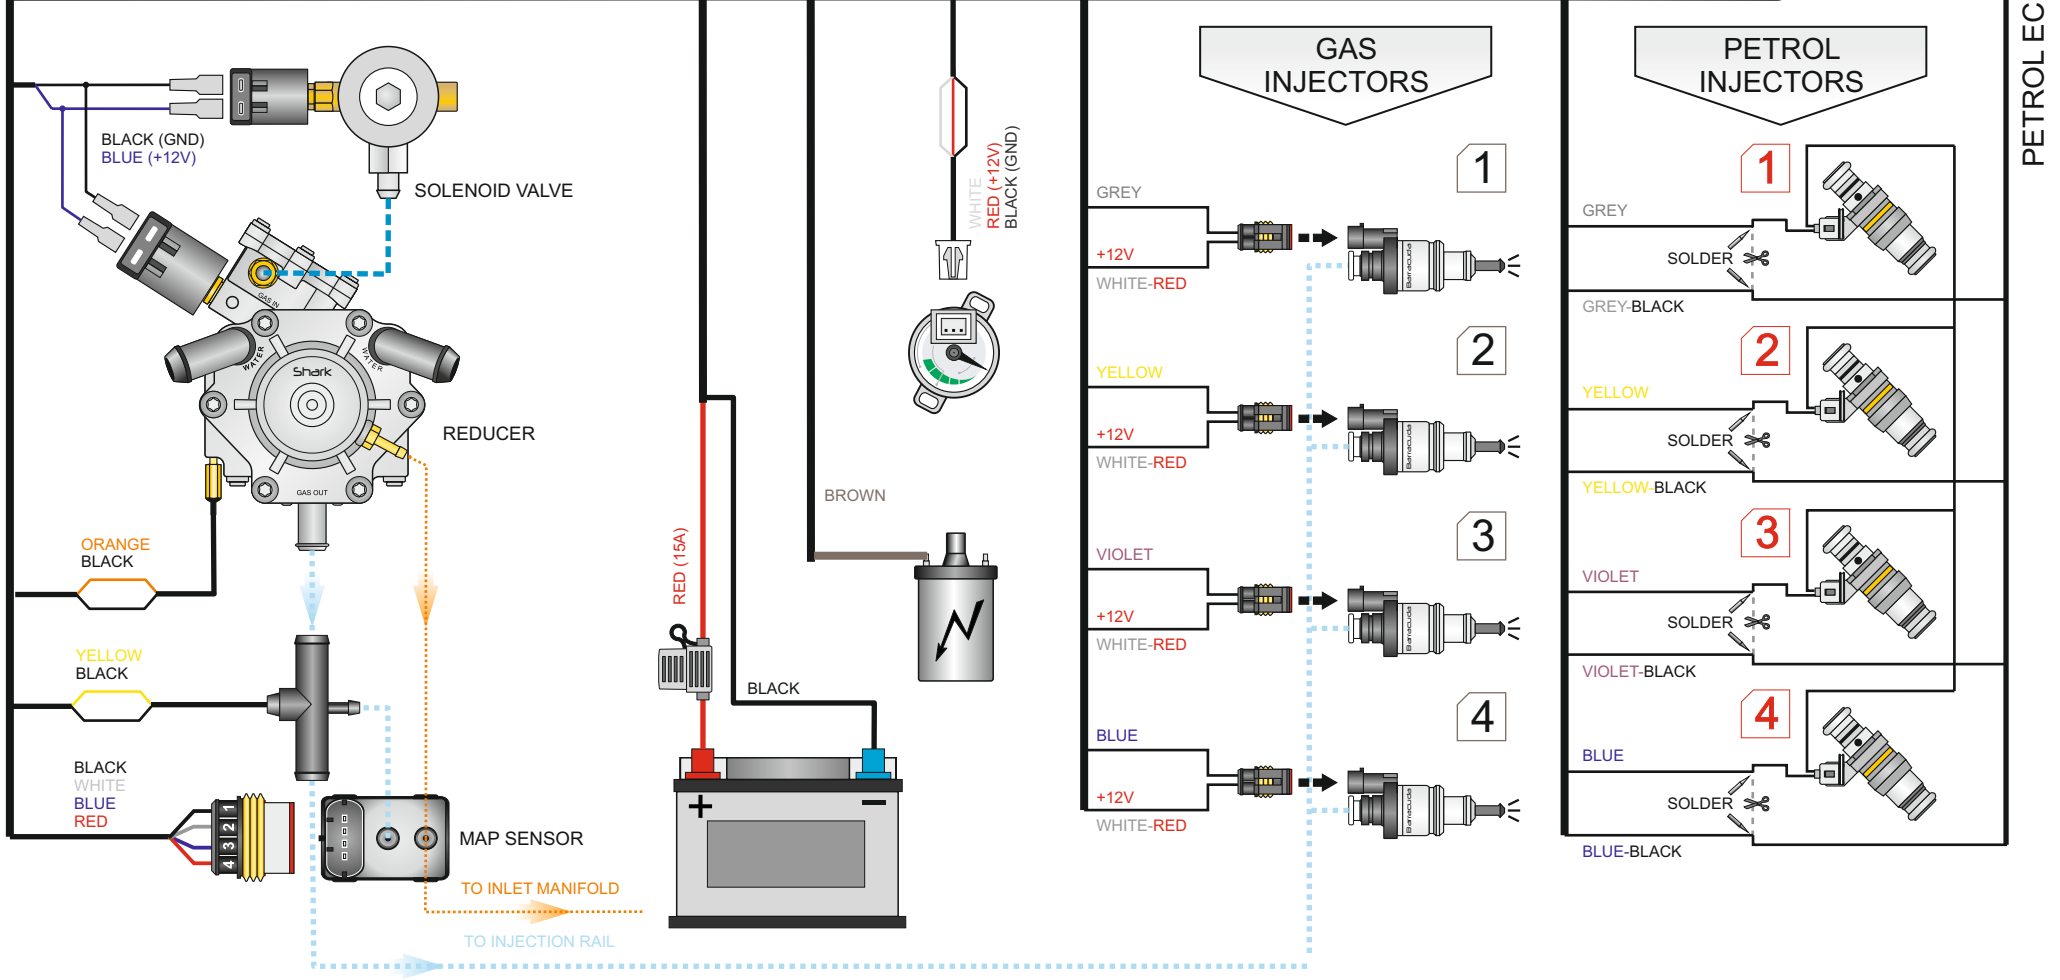 BLACK (GND)
BLUE (+12V)
SOLENOID VALVE
GAS IN
WATER
WATER
Shark
REDUCER
GAS OUT
ORANGE
BLACK
YELLOW
BLACK
BLACK
WHITE
BLUE
RED
1
2
3
4
MAP SENSOR
TO INLET MANIFOLD
TO INJECTION RAIL
RED (15A)
BLACK
+
−
BROWN
WHITE
RED (+12V)
BLACK (GND)
GAS
INJECTORS
1
GREY
+12V
WHITE-RED
Barracuda
2
YELLOW
+12V
WHITE-RED
Barracuda
3
VIOLET
+12V
WHITE-RED
Barracuda
4
BLUE
+12V
WHITE-RED
Barracuda
PETROL
INJECTORS
1
GREY
SOLDER
GREY-BLACK
2
YELLOW
SOLDER
YELLOW-BLACK
3
VIOLET
SOLDER
VIOLET-BLACK
4
BLUE
SOLDER
BLUE-BLACK
PETROL EC